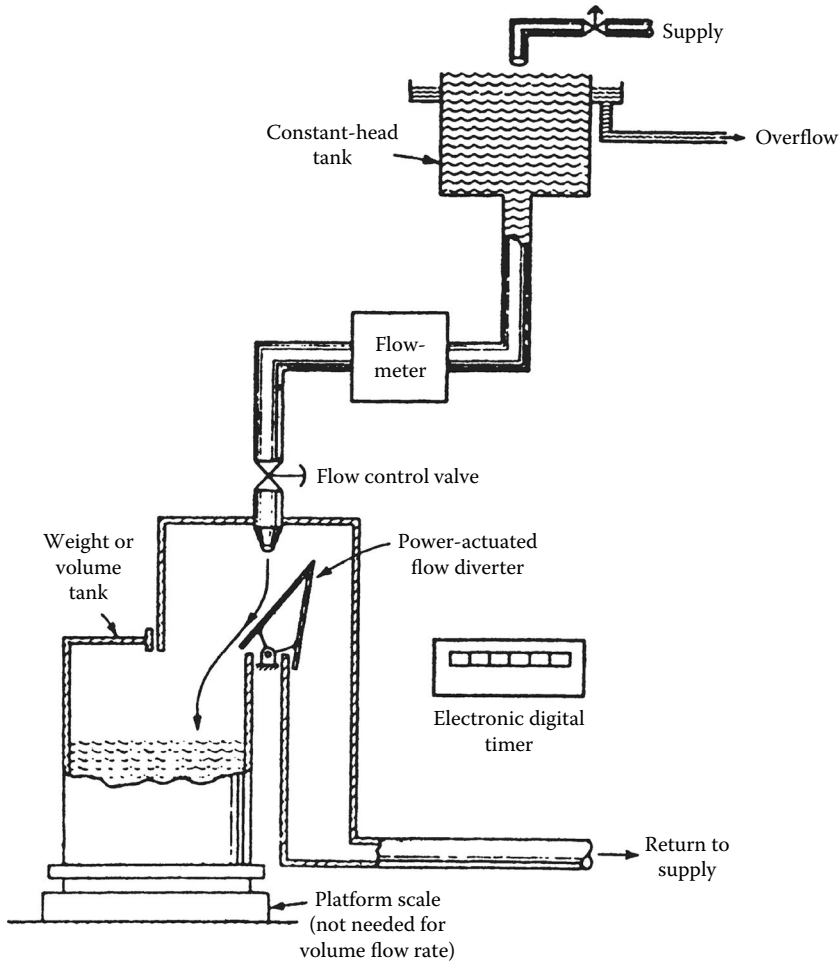 Supply
Constant-head
tank
Overflow
Flow-
meter
Flow control valve
Weight or
volume
tank
Power-actuated
flow diverter
Electronic digital
timer
Return to
supply
Platform scale
(not needed for
volume flow rate)